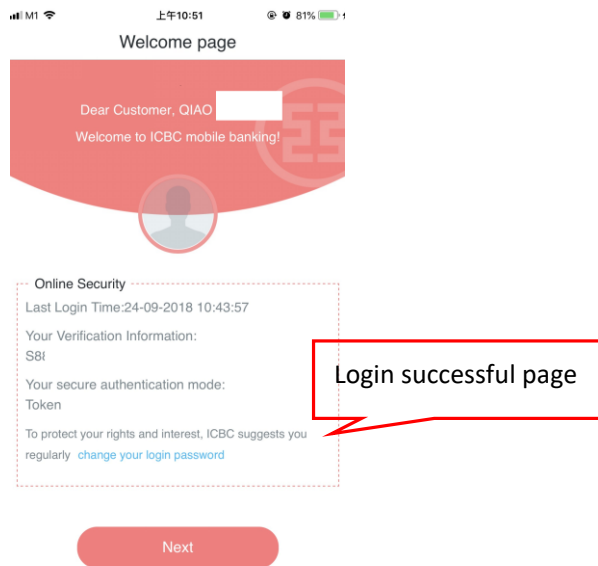 M1 上午10:51 81%
Welcome page
Dear Customer, QIAO
Welcome to ICBC mobile banking!
Online Security
Last Login Time:24-09-2018 10:43:57
Your Verification Information:
Your secure authentication mode:
Token
To protect your rights and interest, ICBC suggests you
regularly change your login password
Login successful page
Next